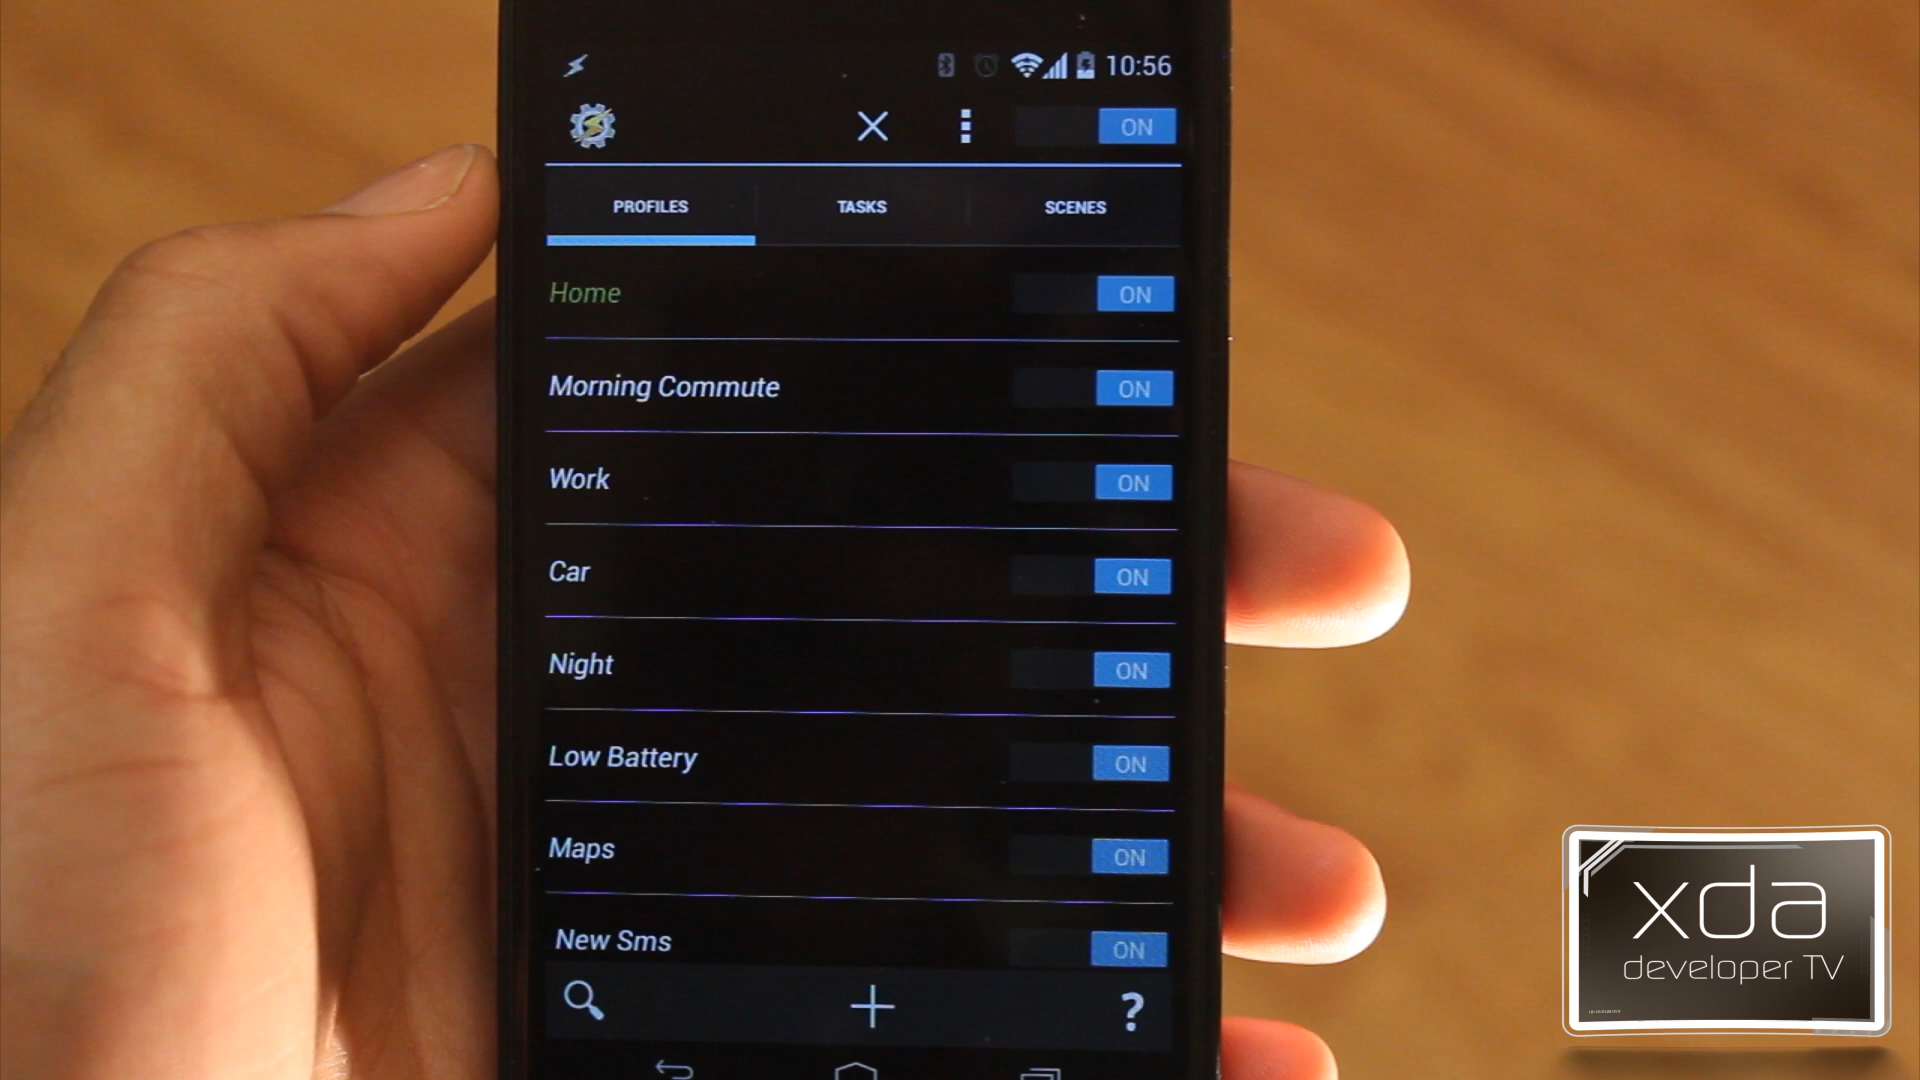 10:56
ON
PROFILES TASKS SCENES
Home ON
Morning Commute ON
Work ON
Car ON
Night ON
Low Battery ON
Maps ON
New Sms ON
?
xda
developer TV